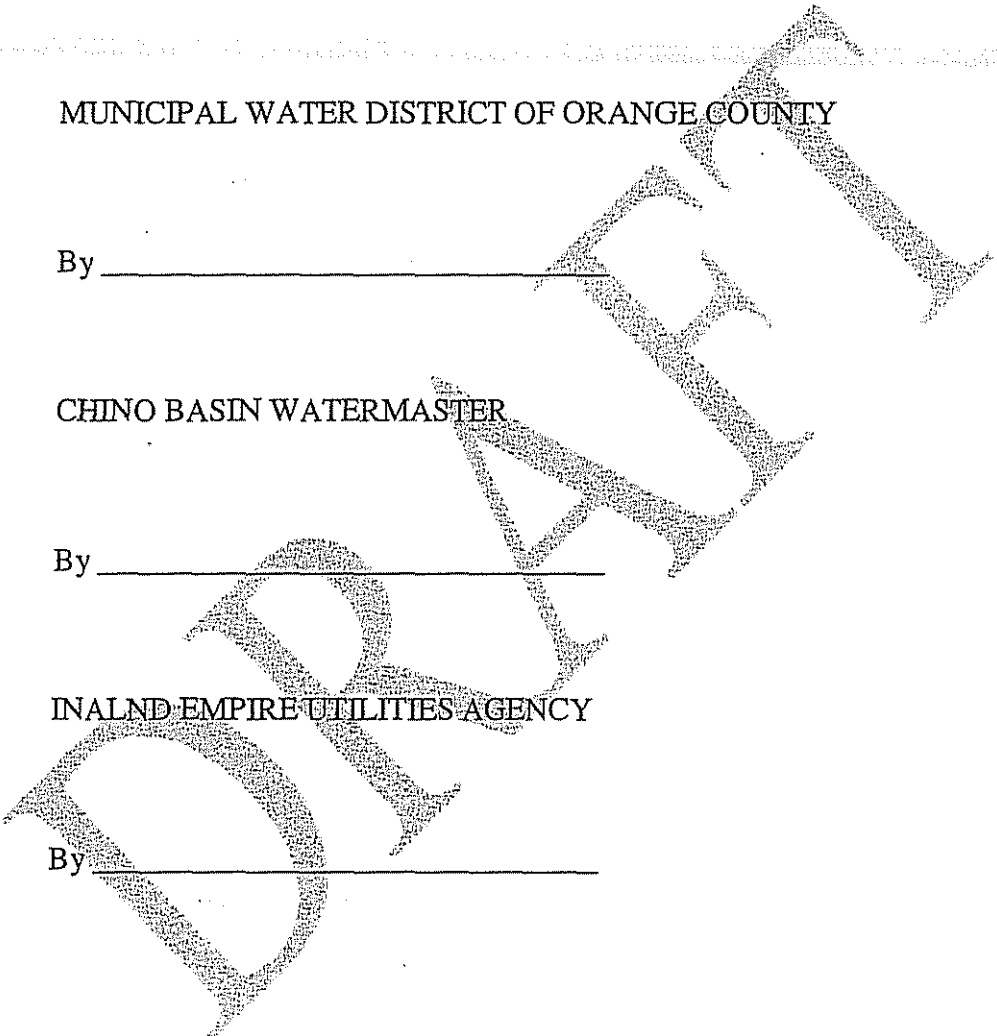 MUNICIPAL WATER DISTRICT OF ORANGE COUNTY
By
CHINO BASIN WATERMASTER
By
INALND EMPIRE UTILITIES AGENCY
By
DRAFT